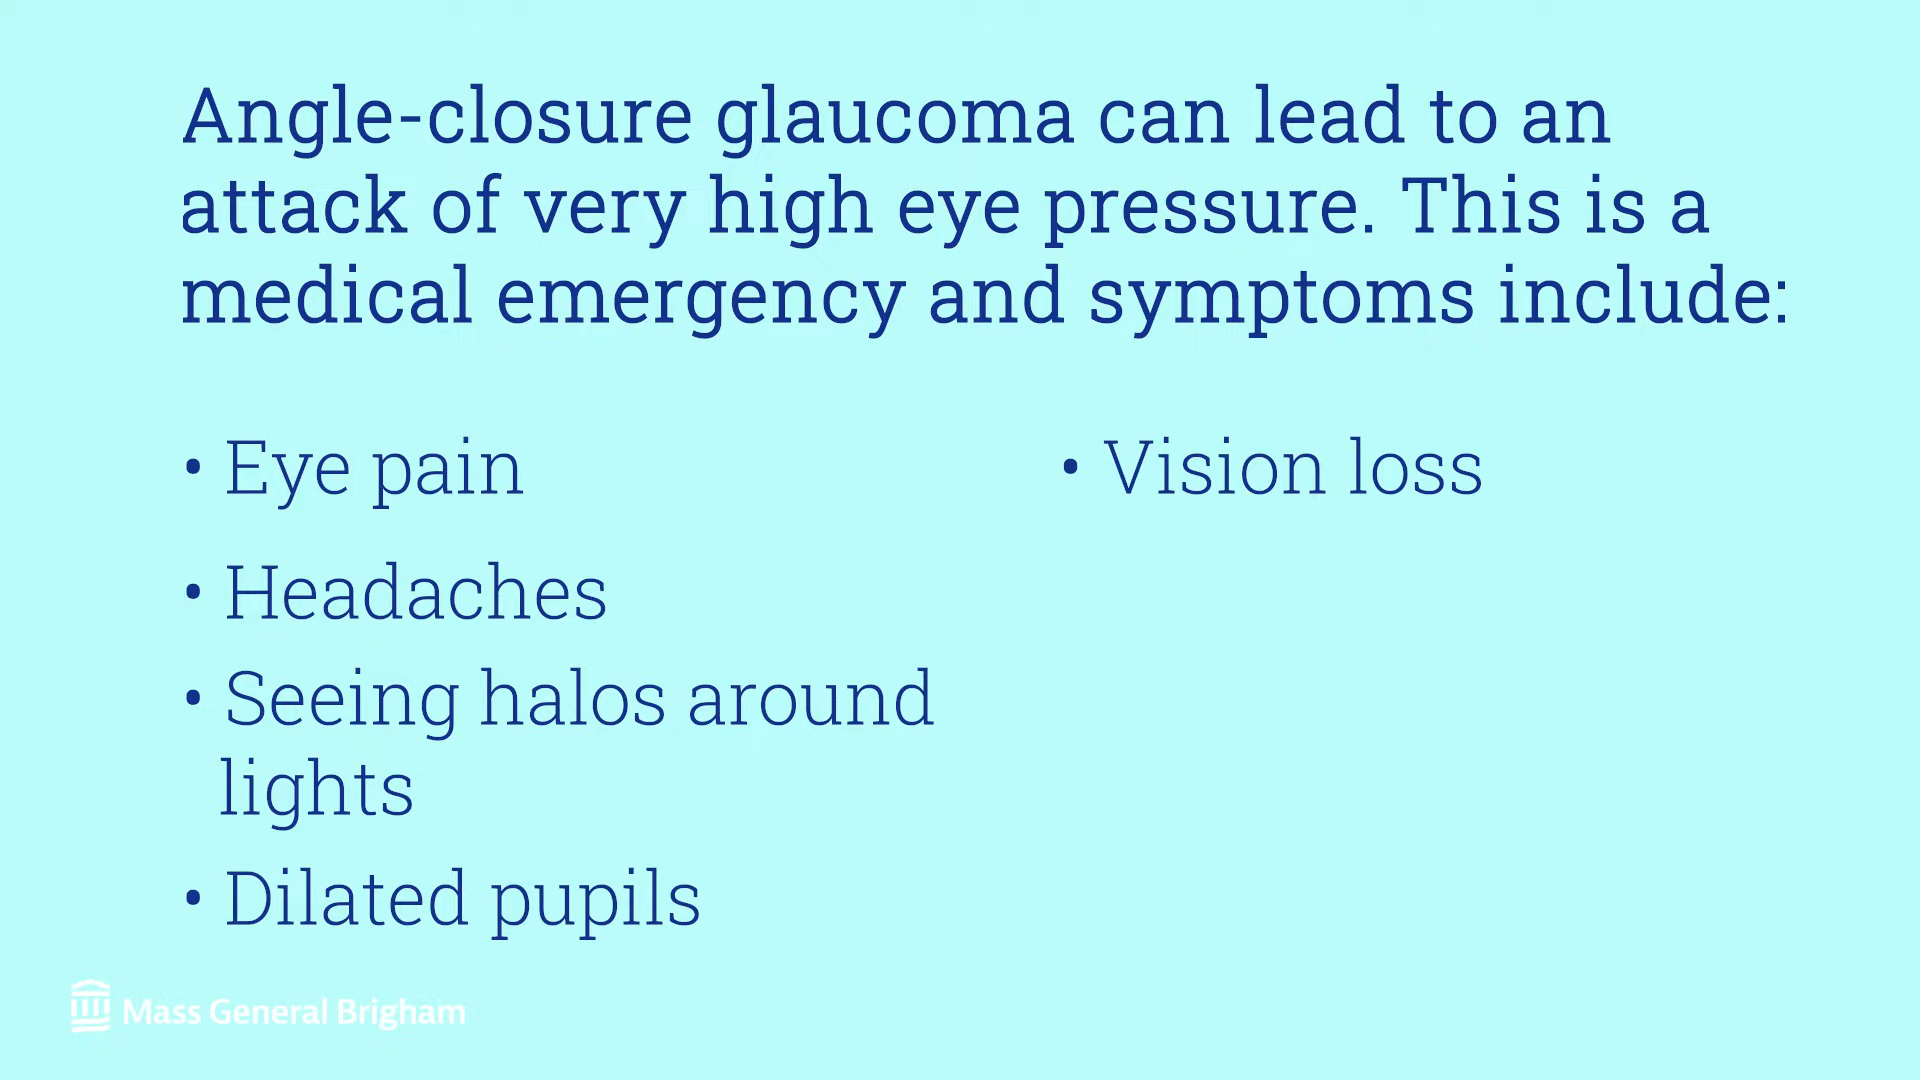 Angle-closure glaucoma can lead to an
attack of very high eye pressure. This is a
medical emergency and symptoms include:
• Eye pain
• Headaches
• Seeing halos around
lights
• Dilated pupils
• Vision loss
Mass General Brigham